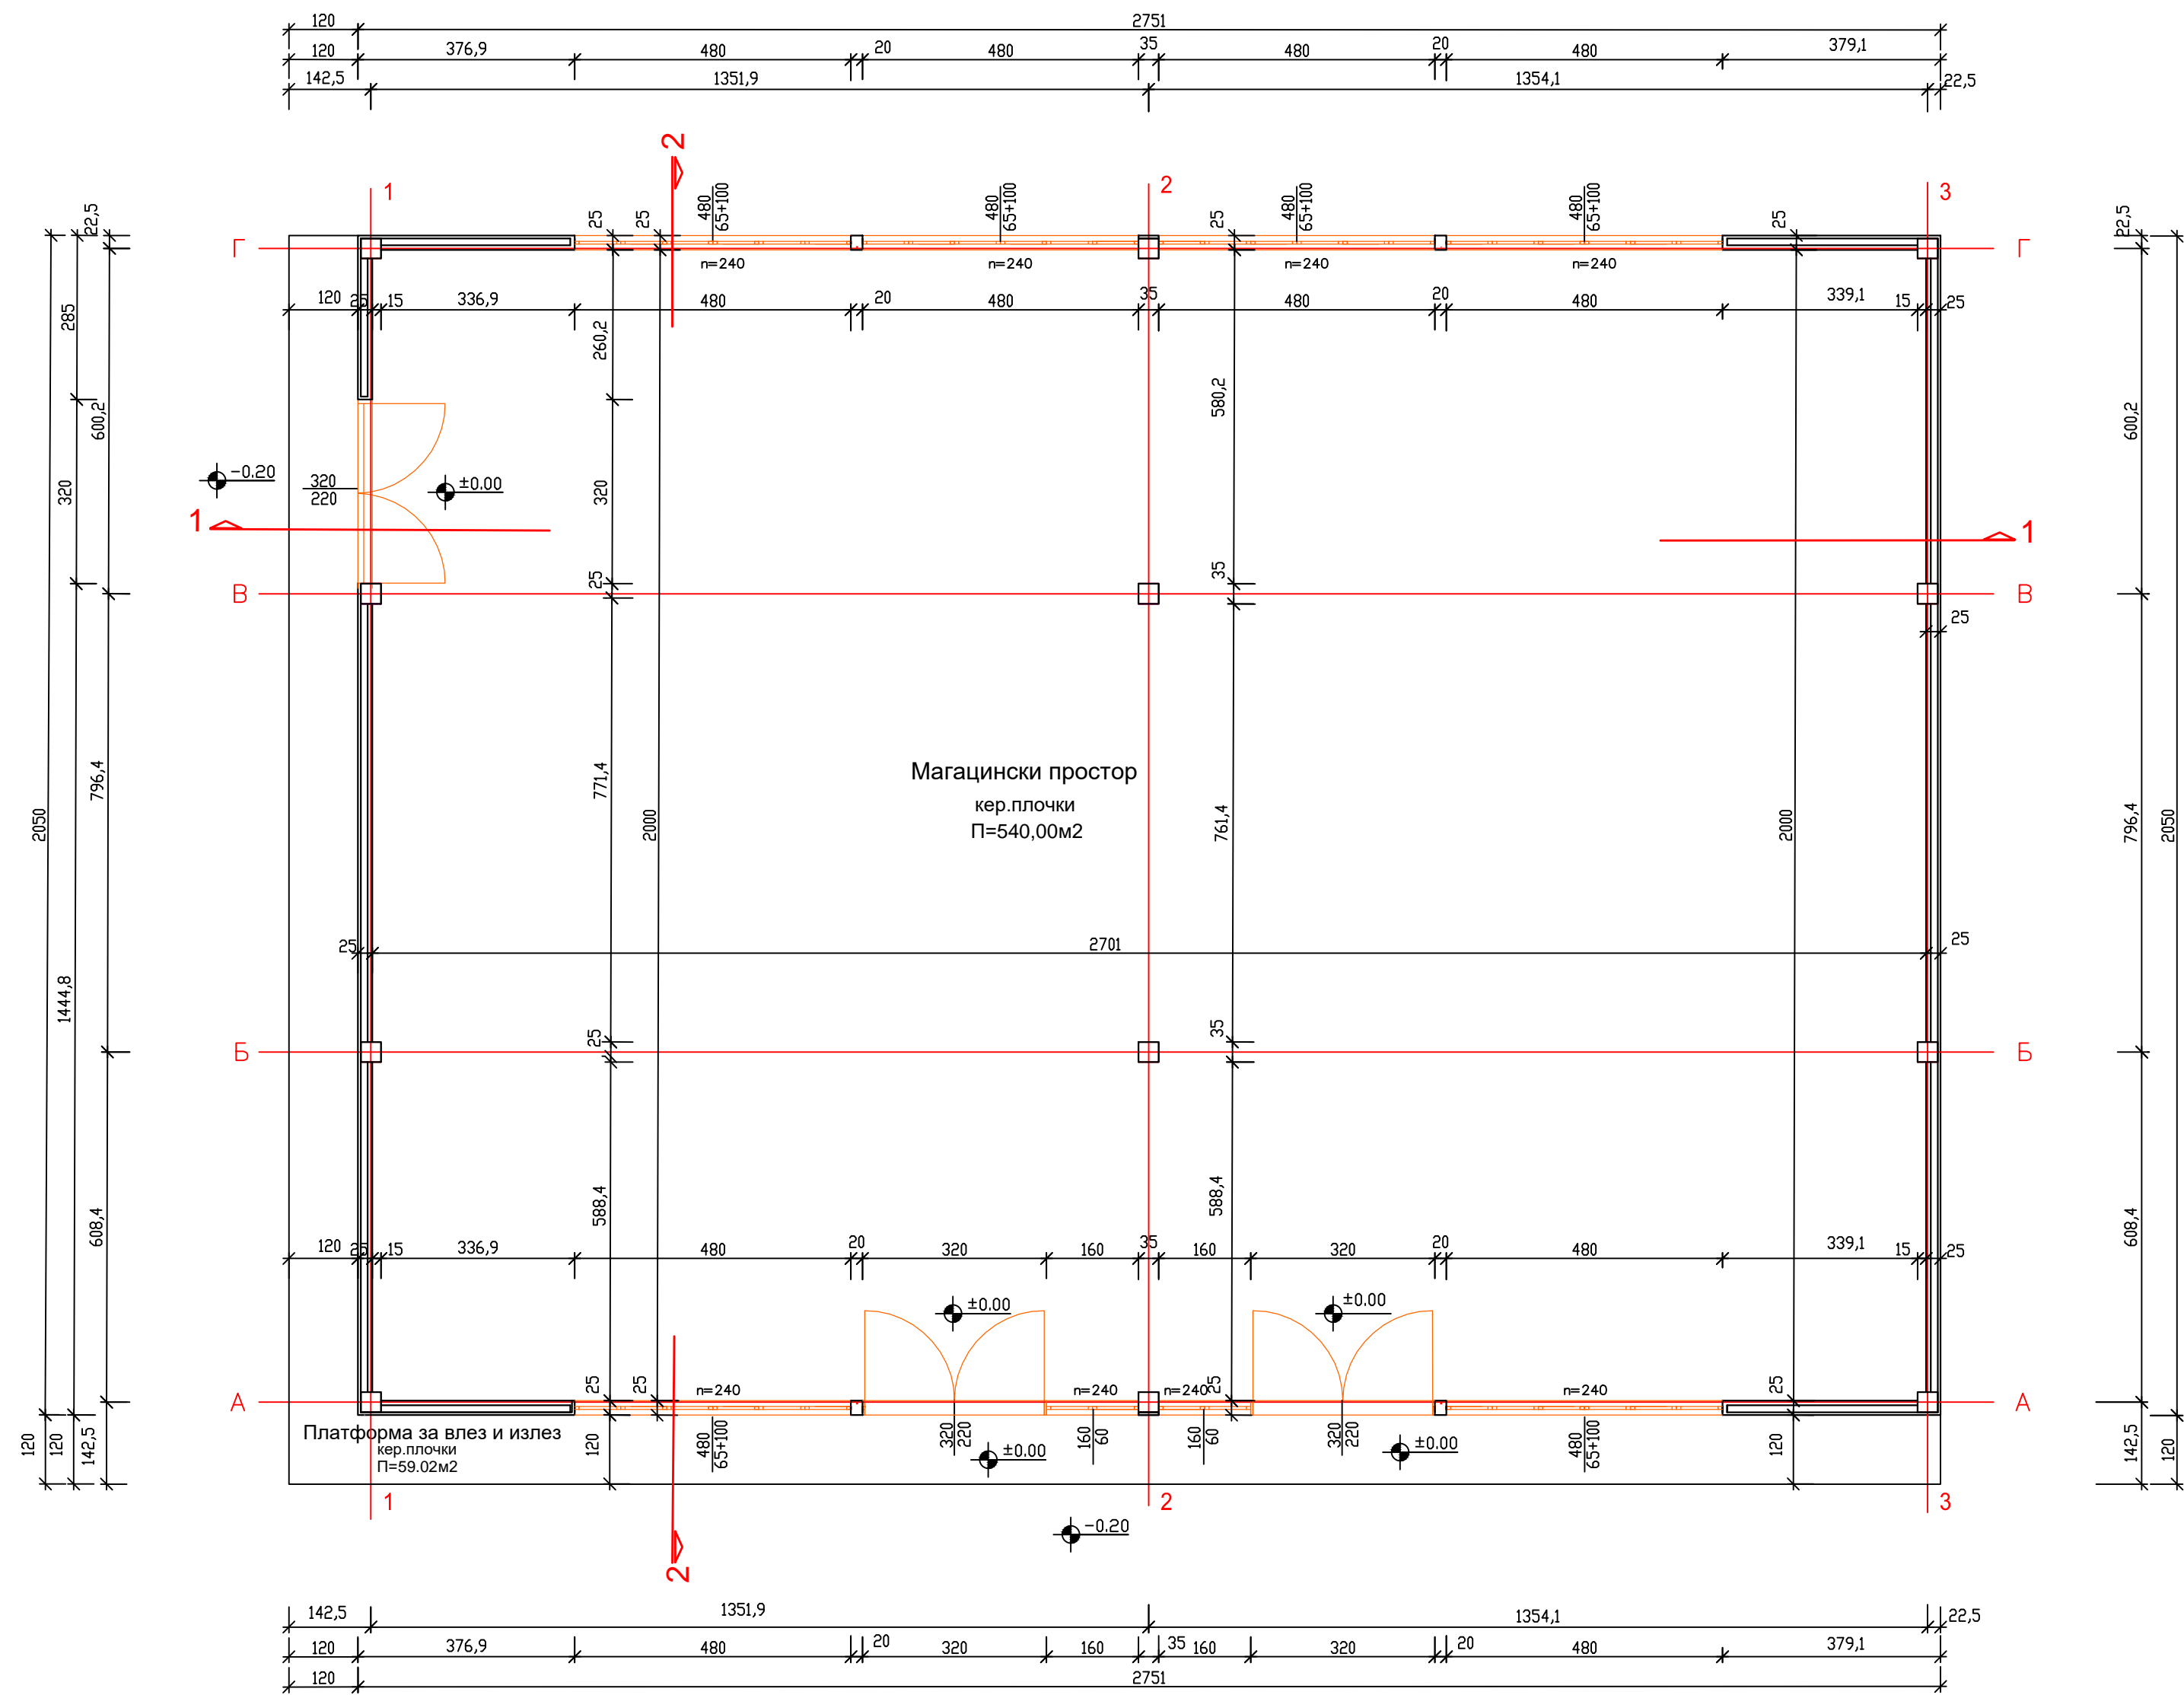 120 2751
120 376,9 480 20 480 35 480 20 480 379,1
142,5 1351,9 1354,1 22,5
2
1 2 3
480 65+100 480 65+100 480 65+100 480 65+100
22,5 25 25 25 25 22,5
Г Г
n=240 n=240 n=240 n=240
120 25 15 336,9 480 20 480 35 480 20 480 339,1 15 25
285 260,2
600,2 580,2 600,2
-0.20 320 220 ±0.00
320 320
1 1
25 35
В В
25
Магацински простор
кер.плочки
П=540,00м2
2050 796,4 771,4 2000 761,4 2000 796,4 2050
25 2701 25
1444,8
25 35
Б Б
608,4 588,4 588,4 608,4
120 25 15 336,9 480 20 320 160 35 160 320 20 480 339,1 15 25
±0.00 ±0.00
25 25 25 25
n=240 n=240 n=240 n=240
А А
Платформа за влез и излез
кер.плочки
П=59.02м2
120 120 142,5 120 480 65+100 320 220 160 60 160 60 320 220 480 65+100 120 142,5 120
±0.00 ±0.00
1 2 3
-0.20
2
142,5 1351,9 1354,1 22,5
120 376,9 480 20 320 160 35 160 320 20 480 379,1
120 2751